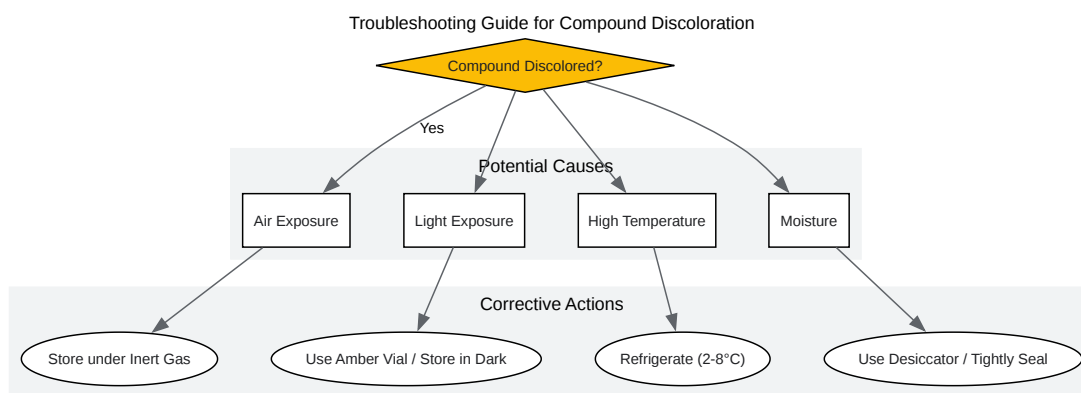 Troubleshooting Guide for Compound Discoloration
Compound Discolored?
Yes
Potential Causes
Air Exposure
Light Exposure
High Temperature
Moisture
Corrective Actions
Store under Inert Gas
Use Amber Vial / Store in Dark
Refrigerate (2-8°C)
Use Desiccator / Tightly Seal